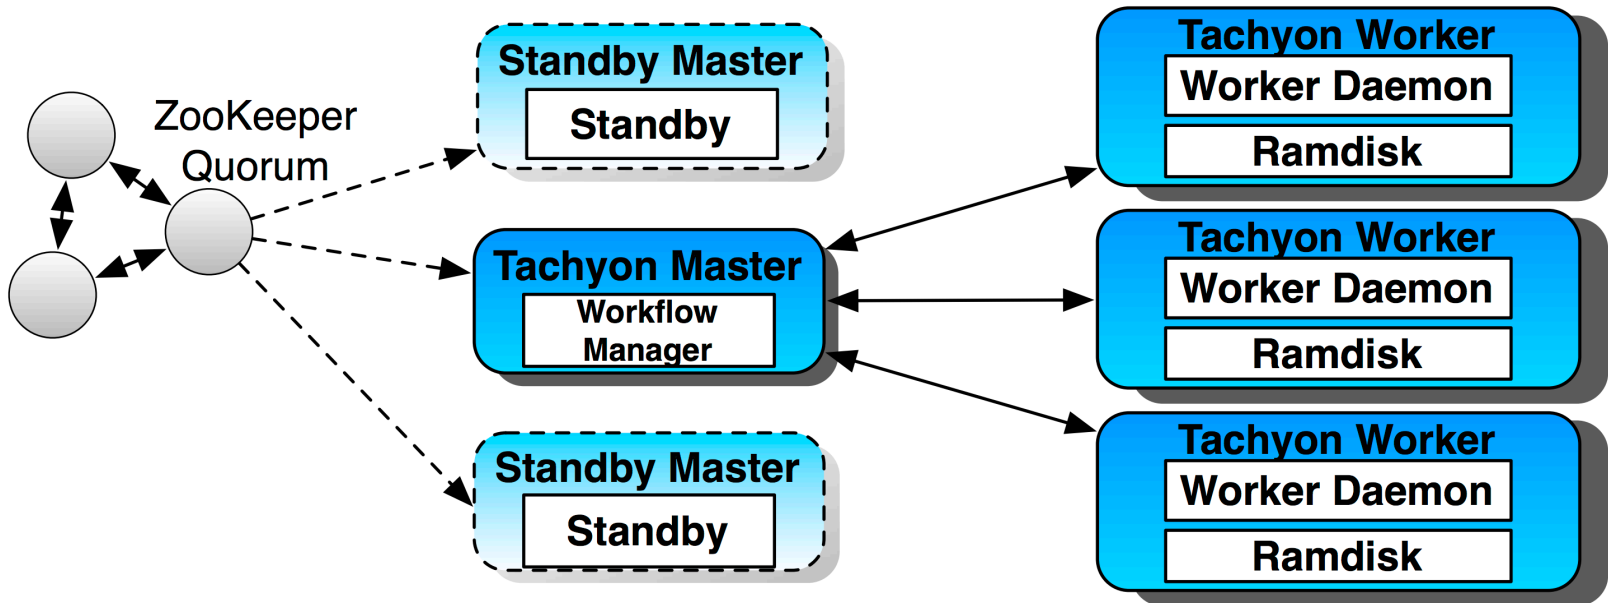 ZooKeeper
Quorum
Standby Master
Standby
Tachyon Master
Workflow
Manager
Standby Master
Standby
Tachyon Worker
Worker Daemon
Ramdisk
Tachyon Worker
Worker Daemon
Ramdisk
Tachyon Worker
Worker Daemon
Ramdisk